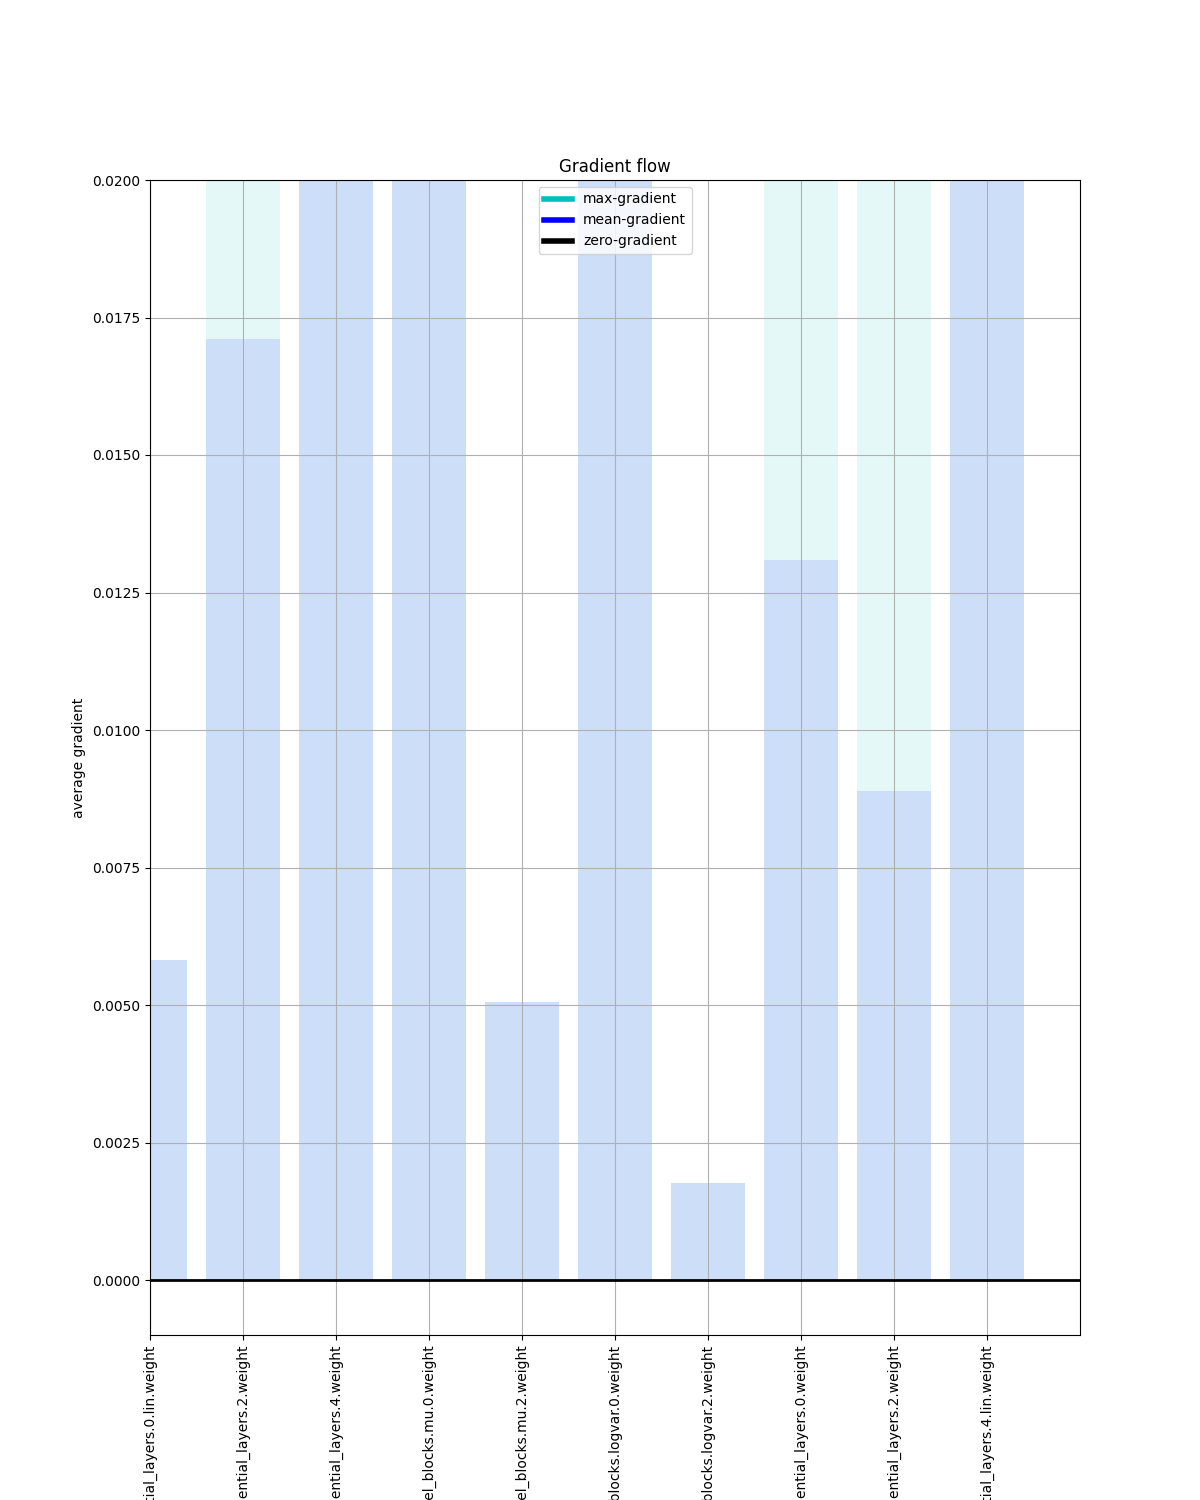 Gradient flow
max-gradient
mean-gradient
zero-gradient
0.0200
0.0175
0.0150
0.0125
0.0100
0.0075
0.0050
0.0025
0.0000
average gradient
tial_layers.0.lin.weight
ential_layers.2.weight
ential_layers.4.weight
el_blocks.mu.0.weight
el_blocks.mu.2.weight
blocks.logvar.0.weight
blocks.logvar.2.weight
ential_layers.0.weight
ential_layers.2.weight
tial_layers.4.lin.weight